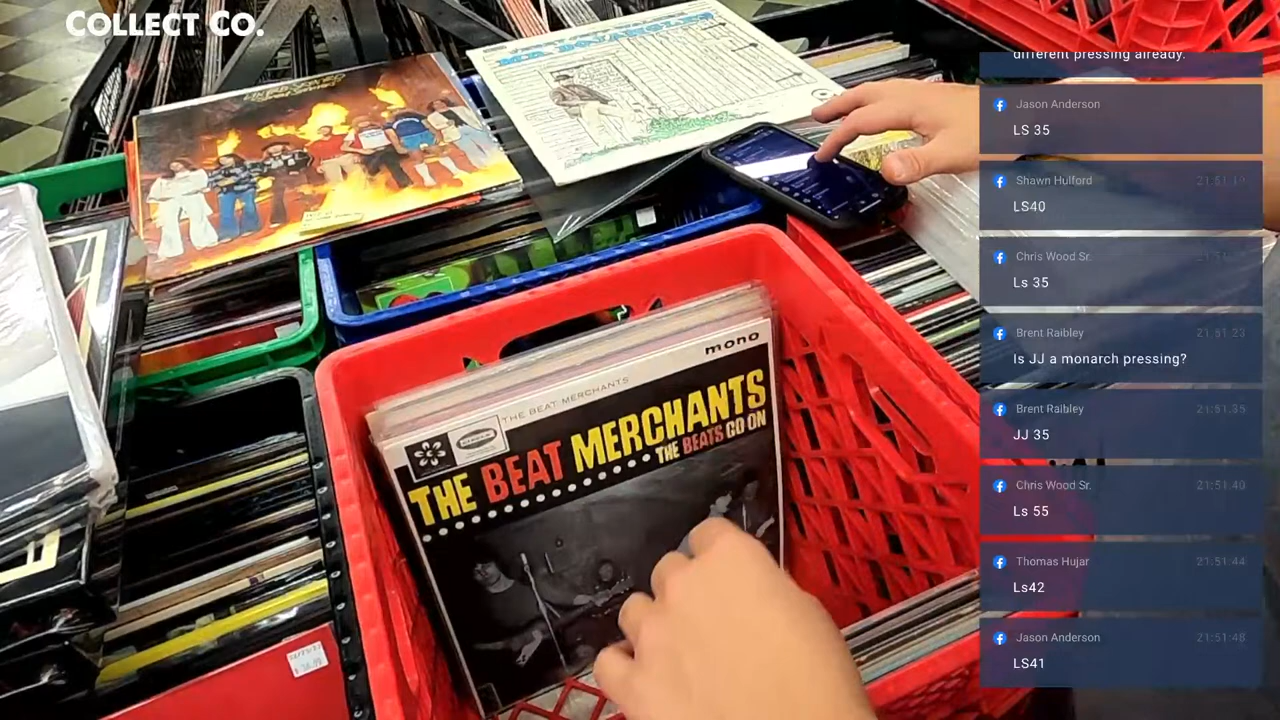 COLLECT CO.
different pressing already.
Jason Anderson
LS 35
Shawn Hulford 21:51:19
LS40
Chris Wood Sr.
Ls 35
Brent Raibley 21:51:23
Is JJ a monarch pressing?
Brent Raibley 21:51:35
JJ 35
Chris Wood Sr. 21:51:40
Ls 55
Thomas Hujar 21:51:44
Ls42
Jason Anderson 21:51:48
LS41
mono
THE BEAT MERCHANTS
THE BEAT MERCHANTS
THE BEATS GO ON